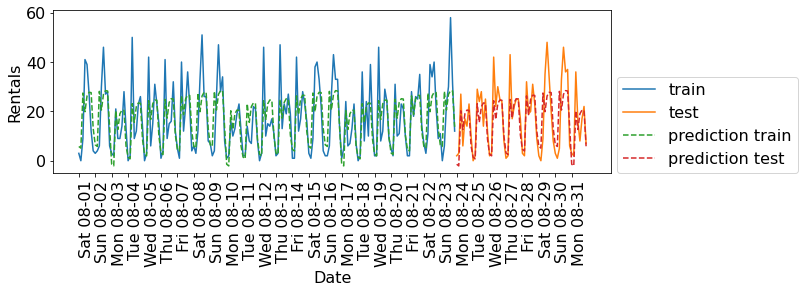 60
40
20
0
Rentals
Sat 08-01
Sun 08-02
Mon 08-03
Tue 08-04
Wed 08-05
Thu 08-06
Fri 08-07
Sat 08-08
Sun 08-09
Mon 08-10
Tue 08-11
Wed 08-12
Thu 08-13
Fri 08-14
Sat 08-15
Sun 08-16
Mon 08-17
Tue 08-18
Wed 08-19
Thu 08-20
Fri 08-21
Sat 08-22
Sun 08-23
Mon 08-24
Tue 08-25
Wed 08-26
Thu 08-27
Fri 08-28
Sat 08-29
Sun 08-30
Mon 08-31
Date
train
test
prediction train
prediction test